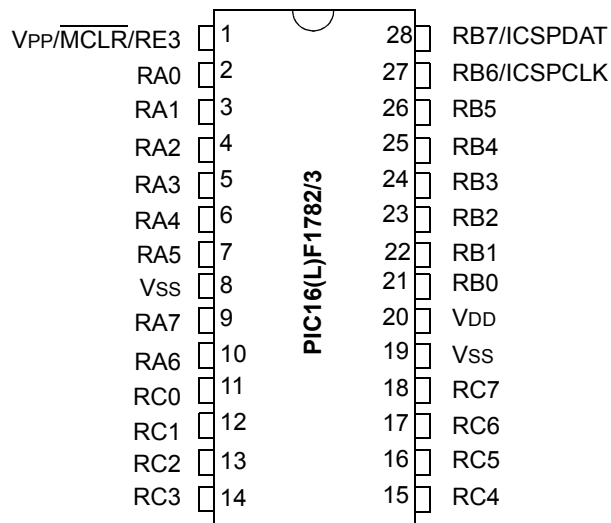 VPP/MCLR/RE3 1 28 RB7/ICSPDAT
RA0 2 27 RB6/ICSPCLK
RA1 3 26 RB5
RA2 4 25 RB4
RA3 5 24 RB3
RA4 6 23 RB2
RA5 7 22 RB1
VSS 8 21 RB0
RA7 9 20 VDD
RA6 10 19 VSS
RC0 11 18 RC7
RC1 12 17 RC6
RC2 13 16 RC5
RC3 14 15 RC4
PIC16(L)F1782/3